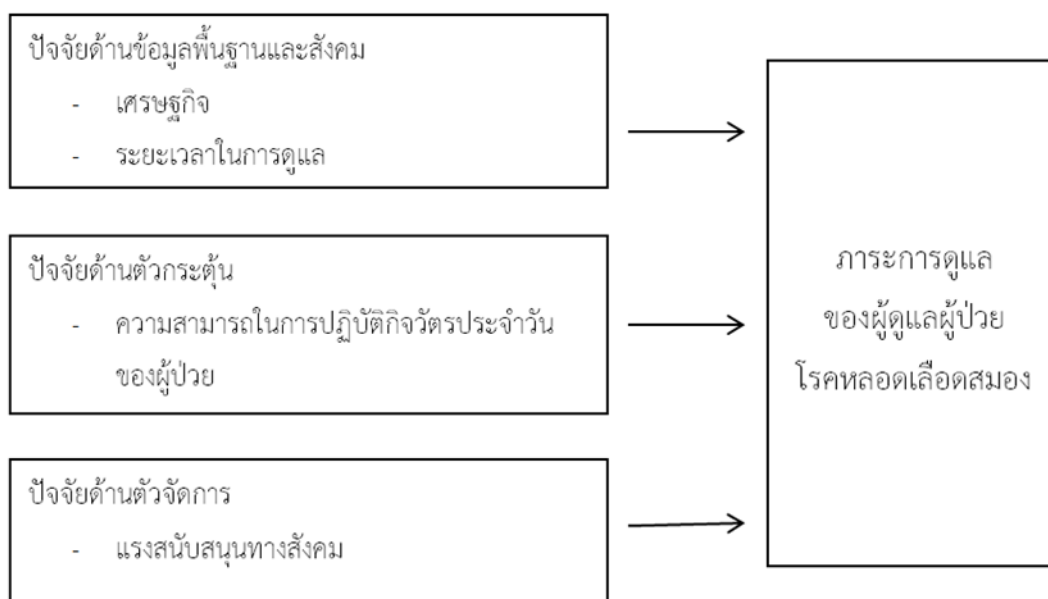 ปัจจัยด้านข้อมูลพื้นฐานและสังคม
- เศรษฐกิจ
- ระยะเวลาในการดูแล
ปัจจัยด้านตัวกระตุ้น
- ความสามารถในการปฏิบัติกิจวัตรประจำวัน
ของผู้ป่วย
ปัจจัยด้านตัวจัดการ
- แรงสนับสนุนทางสังคม
ภาระการดูแล
ของผู้ดูแลผู้ป่วย
โรคหลอดเลือดสมอง